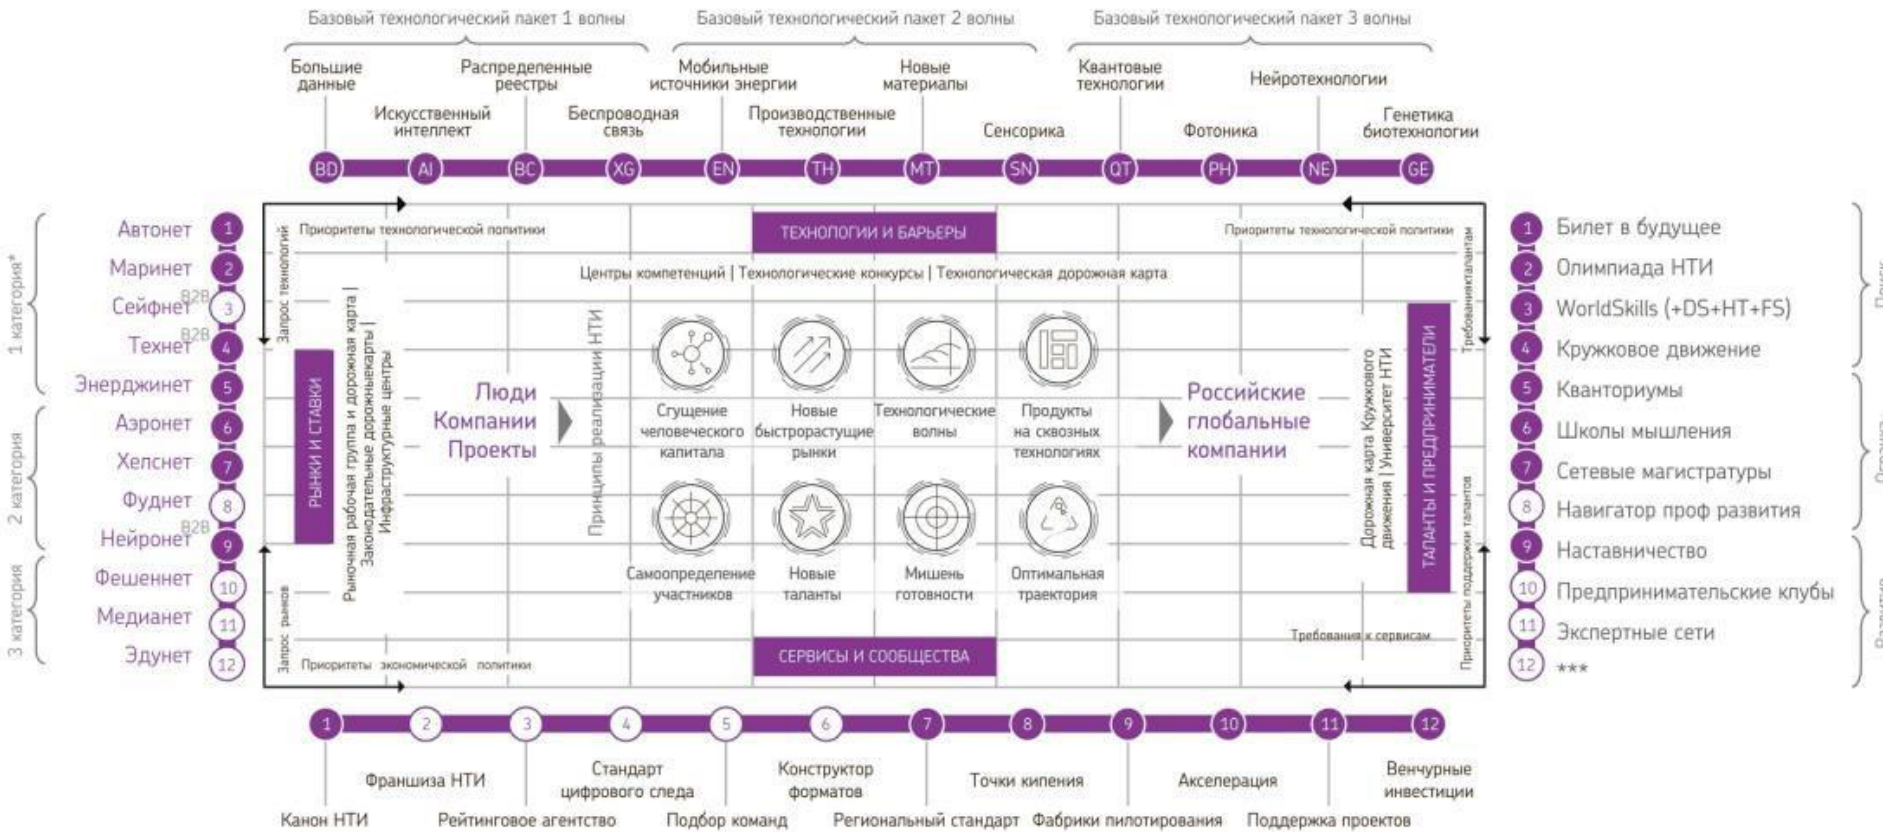 Базовый технологический пакет 1 волны
Базовый технологический пакет 2 волны
Базовый технологический пакет 3 волны
Большие
данные
Искусственный
интеллект
Распределенные
реестры
Беспроводная
связь
Мобильные
источники энергии
Производственные
технологии
Новые
материалы
Сенсорика
Квантовые
технологии
Фотоника
Нейротехнологии
Генетика
биотехнологии
BD
AI
BC
XG
EN
TH
MT
SN
QT
PH
NE
GE
1 категория*
2 категория
3 категория
Автонет 1
Маринет 2
B2B
Сейфнет 3
B2B
Технет 4
Энерджинет 5
Аэронет 6
Хелснет 7
Фуднет 8
B2B
Нейронет 9
Фешеннет 10
Медианет 11
Эдунет 12
Запрос технологий
Приоритеты технологической политики
ТЕХНОЛОГИИ И БАРЬЕРЫ
Приоритеты технологической политики
Требованияк талантам
Центры компетенций | Технологические конкурсы | Технологическая дорожная карта
РЫНКИ И СТАВКИ
Рыночная рабочая группа и дорожная карта |
Законодательные дорожныекарты |
Инфраструктурные центры
Люди
Компании
Проекты
Принципы реализации НТИ
Сгущение
человеческого
капитала
Новые
быстрорастущие
рынки
Технологические
волны
Продукты
на сквозных
технологиях
Самоопределение
участников
Новые
таланты
Мишень
готовности
Оптимальная
траектория
Российские
глобальные
компании
Дорожная карта Кружкового
движения | Университет НТИ
ТАЛАНТЫ И ПРЕДПРИНИМАТЕЛИ
Запрос рынков
Приоритеты экономической политики
СЕРВИСЫ И СООБЩЕСТВА
Требования к сервисам
Приоритеты поддержки талантов
1 Билет в будущее
2 Олимпиада НТИ
3 WorldSkills (+DS+HT+FS)
4 Кружковое движение
5 Кванториумы
6 Школы мышления
7 Сетевые магистратуры
8 Навигатор проф развития
9 Наставничество
10 Предпринимательские клубы
11 Экспертные сети
12 ***
1
2
3
4
5
6
7
8
9
10
11
12
Канон НТИ
Франшиза НТИ
Рейтинговое агентство
Стандарт
цифрового следа
Подбор команд
Конструктор
форматов
Региональный стандарт
Точки кипения
Фабрики пилотирования
Акселерация
Поддержка проектов
Венчурные
инвестиции